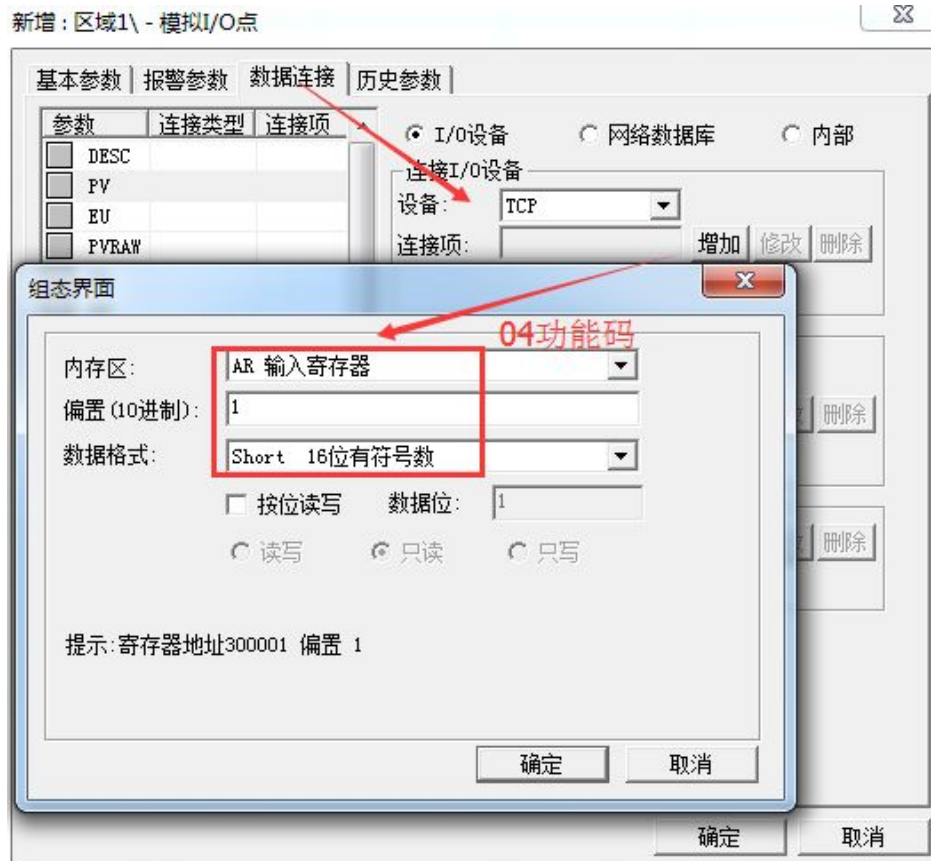 新增 : 区域1\ - 模拟I/O点
基本参数 报警参数 数据连接 历史参数
参数 连接类型 连接项
DESC
PV
EU
PVRAW
I/O设备 网络数据库 内部
连接I/O设备
设备: TCP
连接项: 增加 修改 删除
组态界面
04功能码
内存区: AR 输入寄存器
偏置(10进制): 1
删除
数据格式: Short 16位有符号数
按位读写 数据位: 1
读写 只读 只写
删除
提示:寄存器地址300001 偏置 1
确定 取消
确定 取消